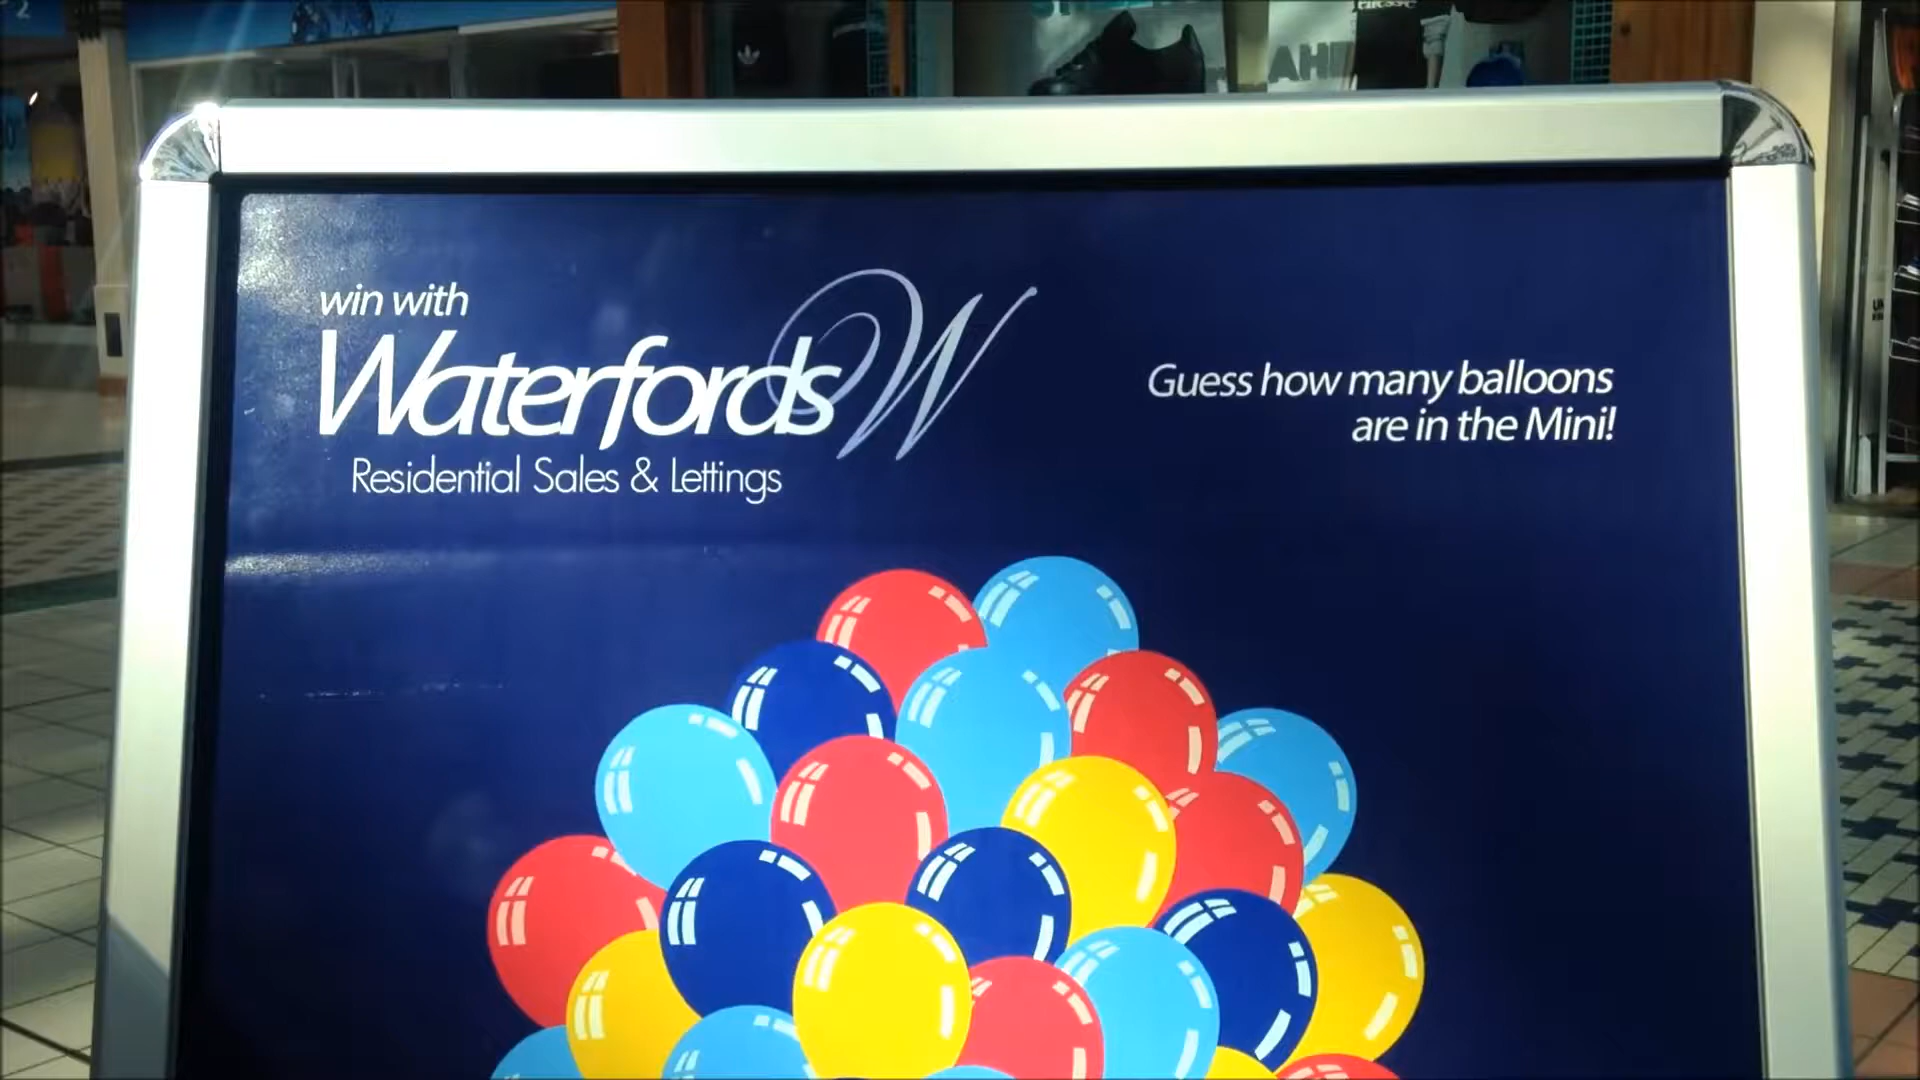 win with
Waterfords W
Residential Sales & Lettings
Guess how many balloons
are in the Mini!